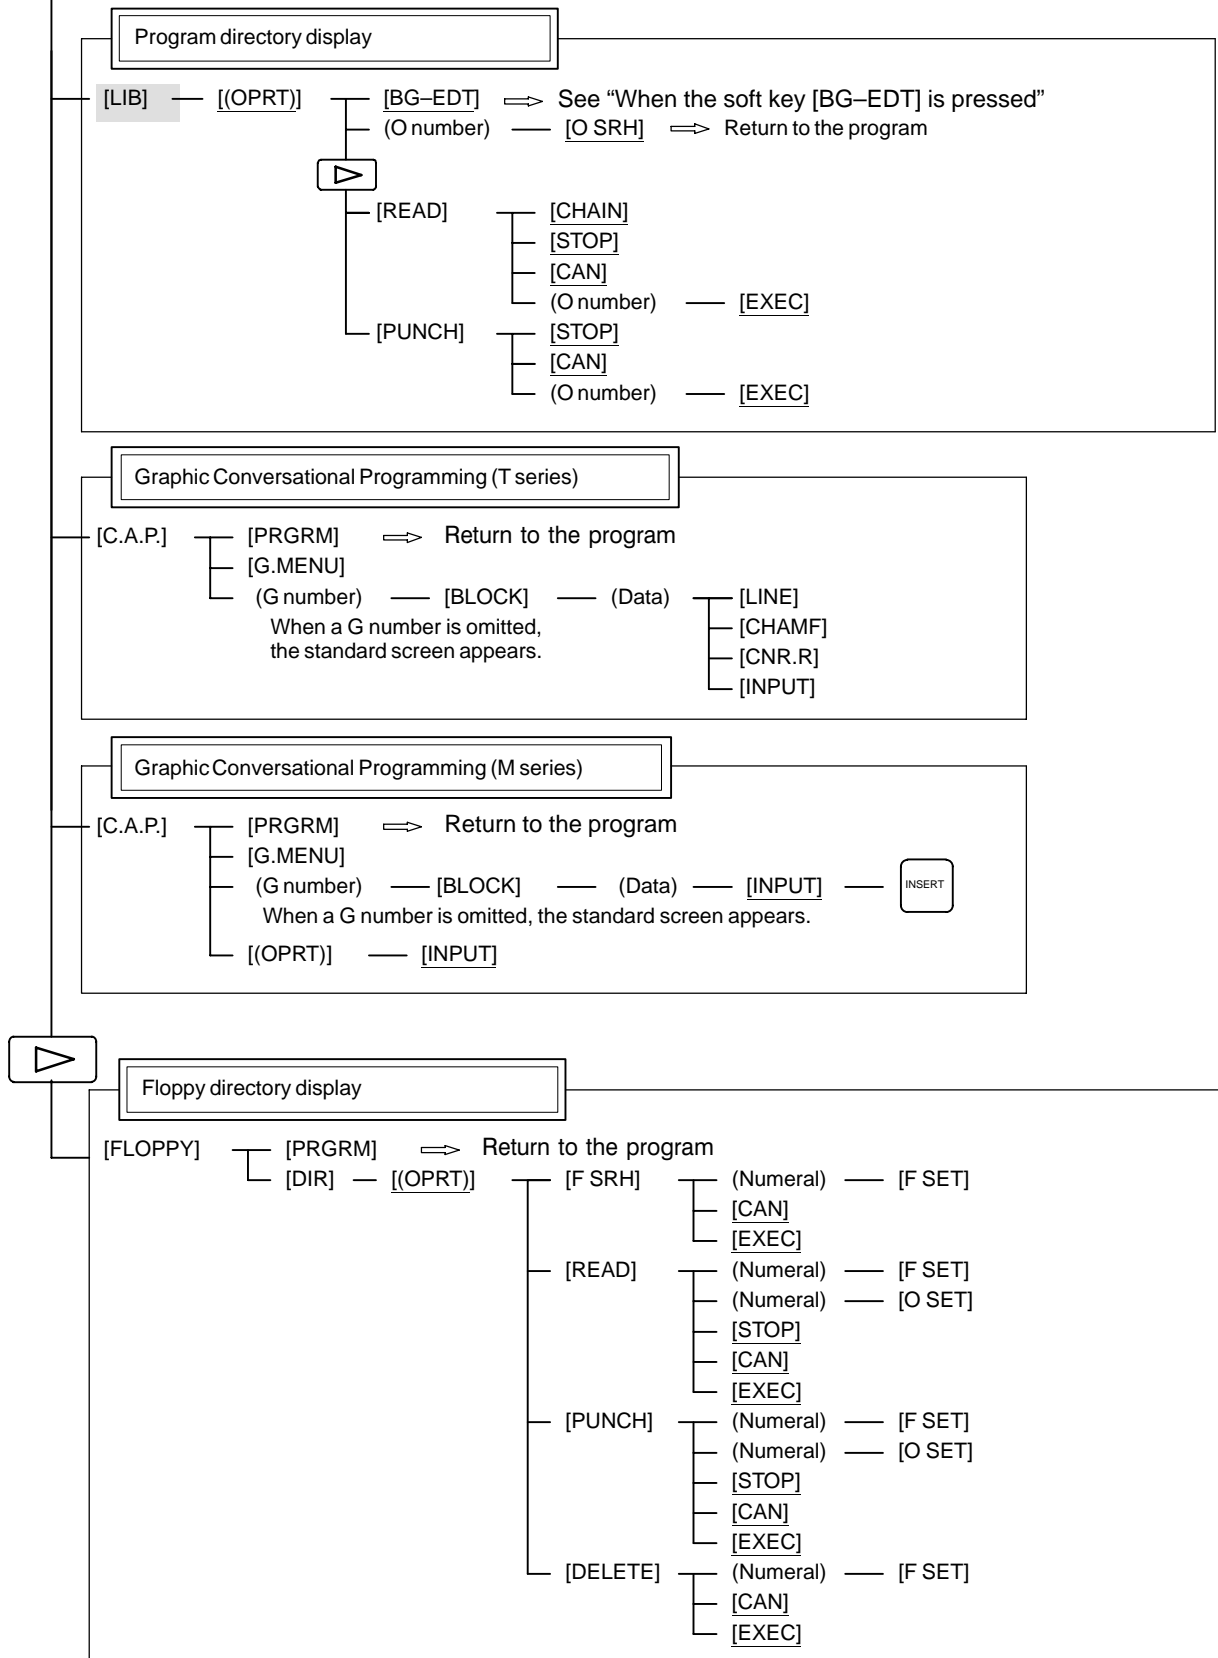 Program directory display
[LIB] [(OPRT)] [BG–EDT] See “When the soft key [BG–EDT] is pressed”
(O number) [O SRH] Return to the program
[READ] [CHAIN]
[STOP]
[CAN]
(O number) [EXEC]
[PUNCH] [STOP]
[CAN]
(O number) [EXEC]
Graphic Conversational Programming (T series)
[C.A.P.] [PRGRM] Return to the program
[G.MENU]
(G number) [BLOCK] (Data) [LINE]
When a G number is omitted, [CHAMF]
the standard screen appears. [CNR.R]
[INPUT]
Graphic Conversational Programming (M series)
[C.A.P.] [PRGRM] Return to the program
[G.MENU]
(G number) [BLOCK] (Data) [INPUT] INSERT
When a G number is omitted, the standard screen appears.
[(OPRT)] [INPUT]
Floppy directory display
[FLOPPY] [PRGRM] Return to the program
[DIR] [(OPRT)] [F SRH] (Numeral) [F SET]
[CAN]
[EXEC]
[READ] (Numeral) [F SET]
(Numeral) [O SET]
[STOP]
[CAN]
[EXEC]
[PUNCH] (Numeral) [F SET]
(Numeral) [O SET]
[STOP]
[CAN]
[EXEC]
[DELETE] (Numeral) [F SET]
[CAN]
[EXEC]